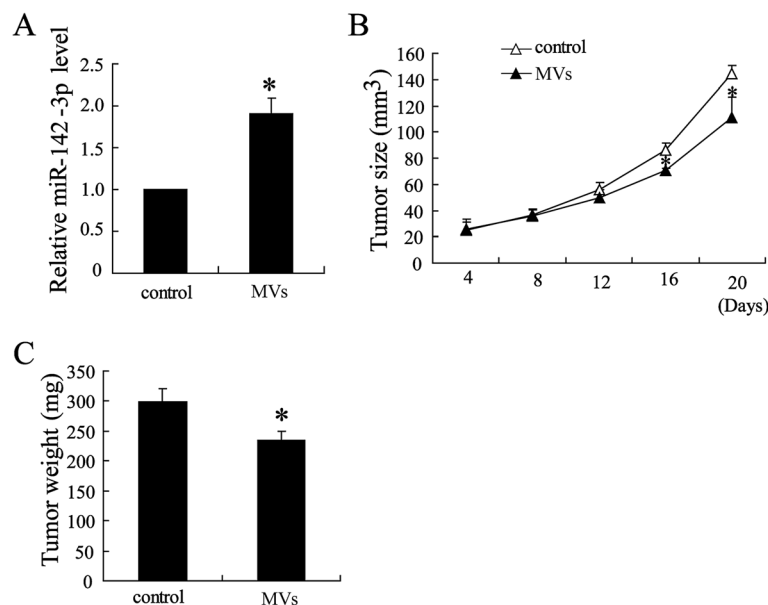 A
Relative miR-142 -3p level
2.5
2.0
1.5
1.0
0.5
0
*
control
MVs
B
Tumor size (mm3)
160
140
120
100
80
60
40
20
0
control
MVs
*
*
4
8
12
16
20
(Days)
C
Tumor weight (mg)
350
300
250
200
150
100
50
0
*
control
MVs